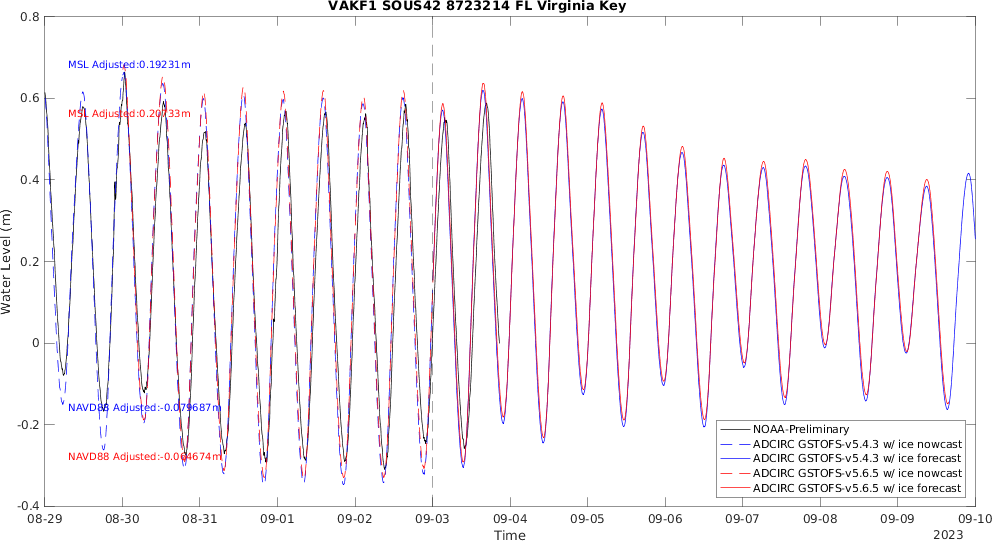 VAKF1 SOUS42 8723214 FL Virginia Key
0.8
MSL Adjusted:0.19231m
0.6
MSL Adjusted:0.20733m
0.4
Water Level (m)
0.2
0
NAVD88 Adjusted:-0.079687m
-0.2
NAVD88 Adjusted:-0.064674m
-0.4
NOAA-Preliminary
ADCIRC GSTOFS-v5.4.3 w/ ice nowcast
ADCIRC GSTOFS-v5.4.3 w/ ice forecast
ADCIRC GSTOFS-v5.6.5 w/ ice nowcast
ADCIRC GSTOFS-v5.6.5 w/ ice forecast
08-29 08-30 08-31 09-01 09-02 09-03 09-04 09-05 09-06 09-07 09-08 09-09 09-10
Time
2023